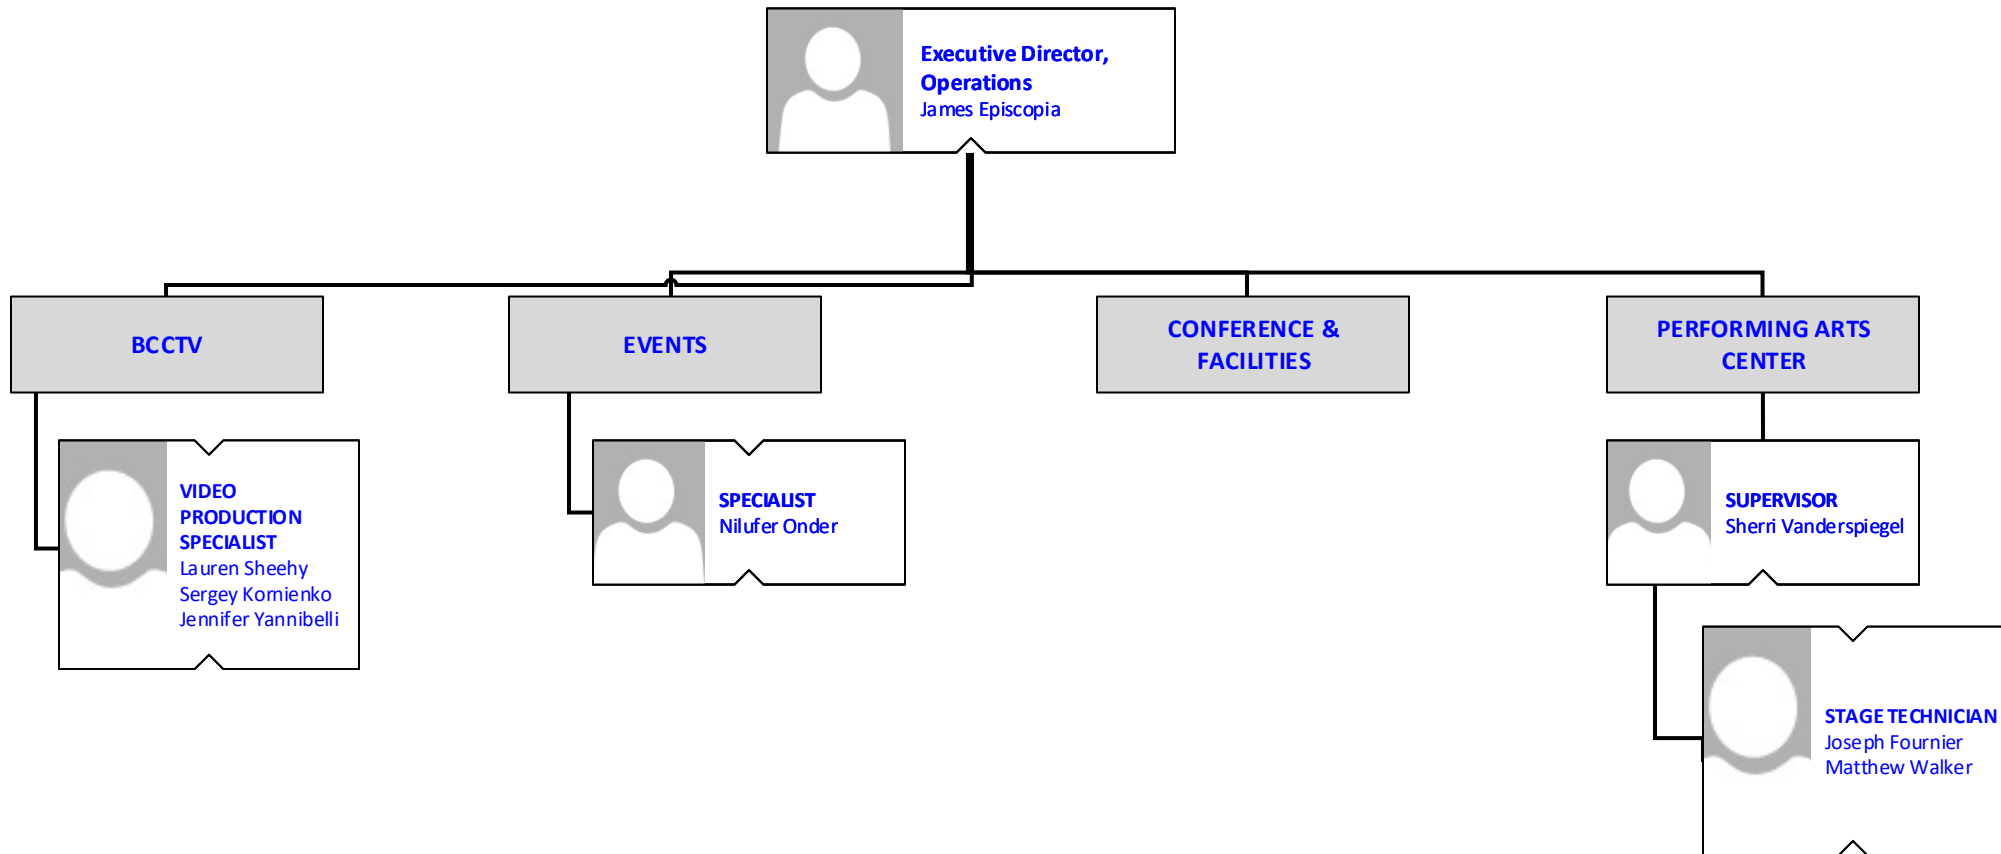 Executive Director,
Operations
James Episcopia
BCCTV
EVENTS
CONFERENCE &
FACILITIES
PERFORMING ARTS
CENTER
VIDEO
PRODUCTION
SPECIALIST
Lauren Sheehy
Sergey Kornienko
Jennifer Yannibelli
SPECIALIST
Nilufer Onder
SUPERVISOR
Sherri Vanderspiegel
STAGE TECHNICIAN
Joseph Fournier
Matthew Walker